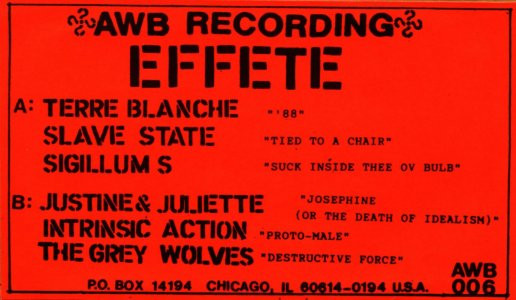 AWB RECORDING
EFFETE
A: TERRE BLANCHE "'88"
SLAVE STATE "TIED TO A CHAIR"
SIGILLUM S "SUCK INSIDE THEE OV BULB"
B: JUSTINE & JULIETTE "JOSEPHINE
(OR THE DEATH OF IDEALISM)"
INTRINSIC ACTION "PROTO-MALE"
THE GREY WOLVES "DESTRUCTIVE FORCE"
P.O. BOX 14194 CHICAGO, IL 60614-0194 U.S.A.
AWB
006